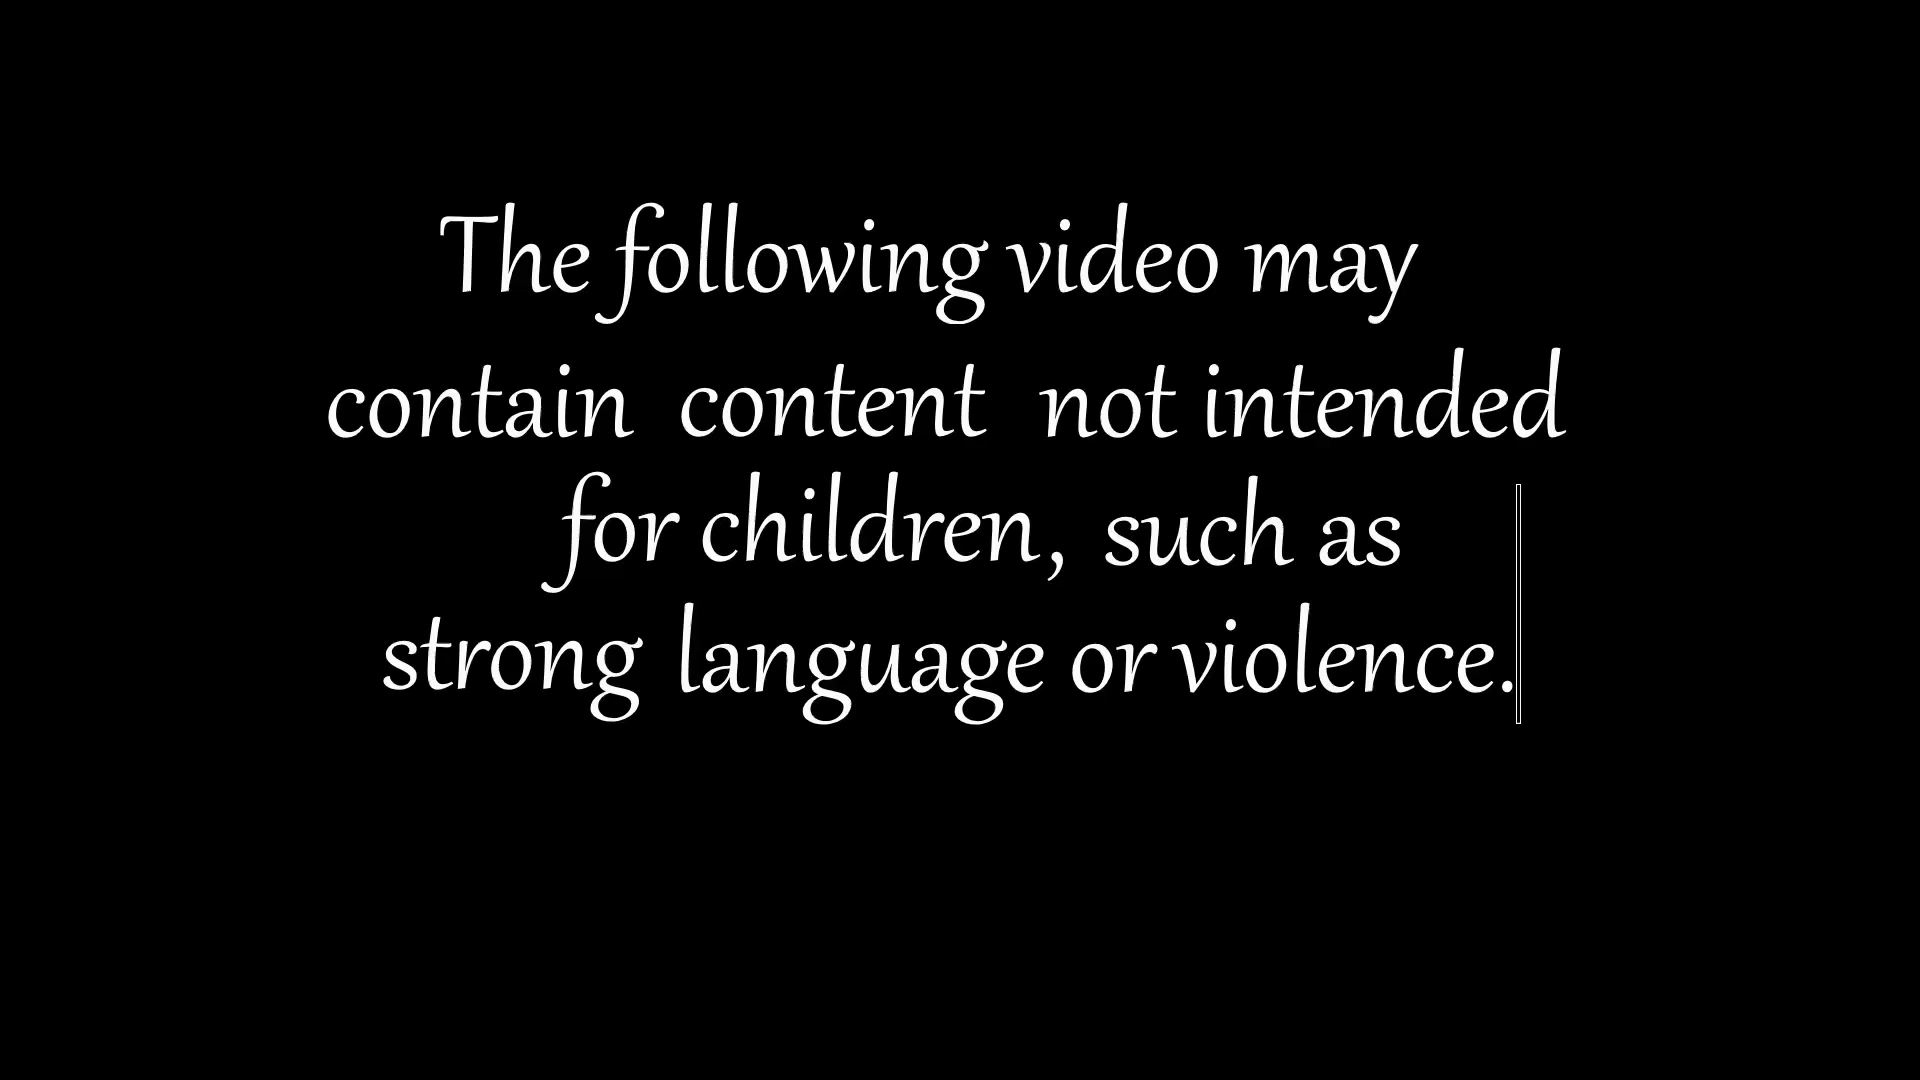 The following video may
contain content not intended
for children, such as
strong language or violence.